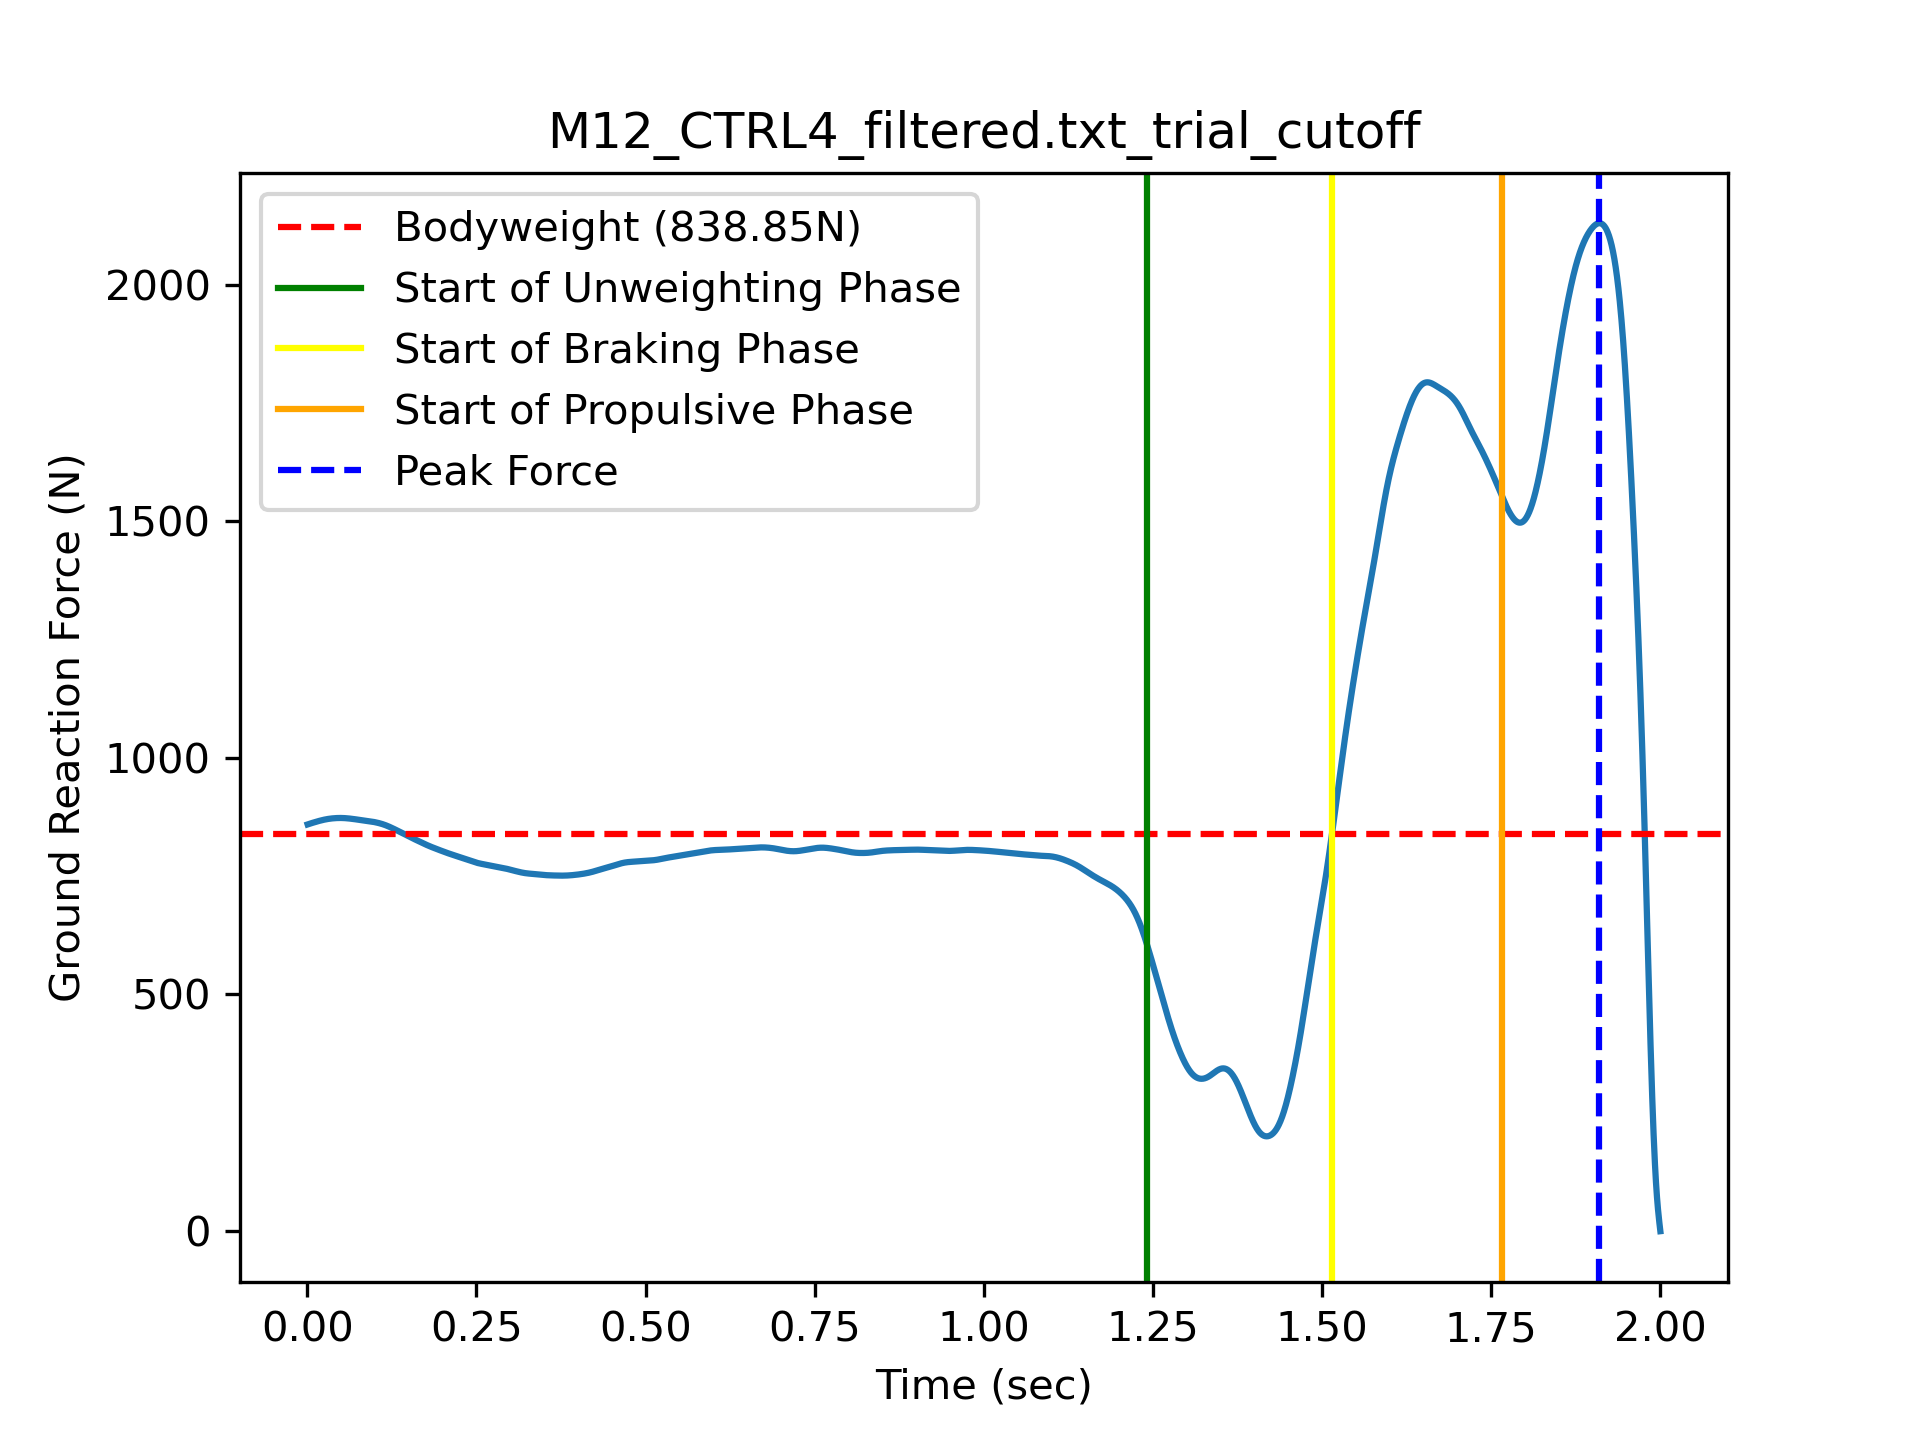 M12_CTRL4_filtered.txt_trial_cutoff
Bodyweight (838.85N)
Start of Unweighting Phase
Start of Braking Phase
Start of Propulsive Phase
Peak Force
Ground Reaction Force (N)
2000
1500
1000
500
0
0.00 0.25 0.50 0.75 1.00 1.25 1.50 1.75 2.00
Time (sec)